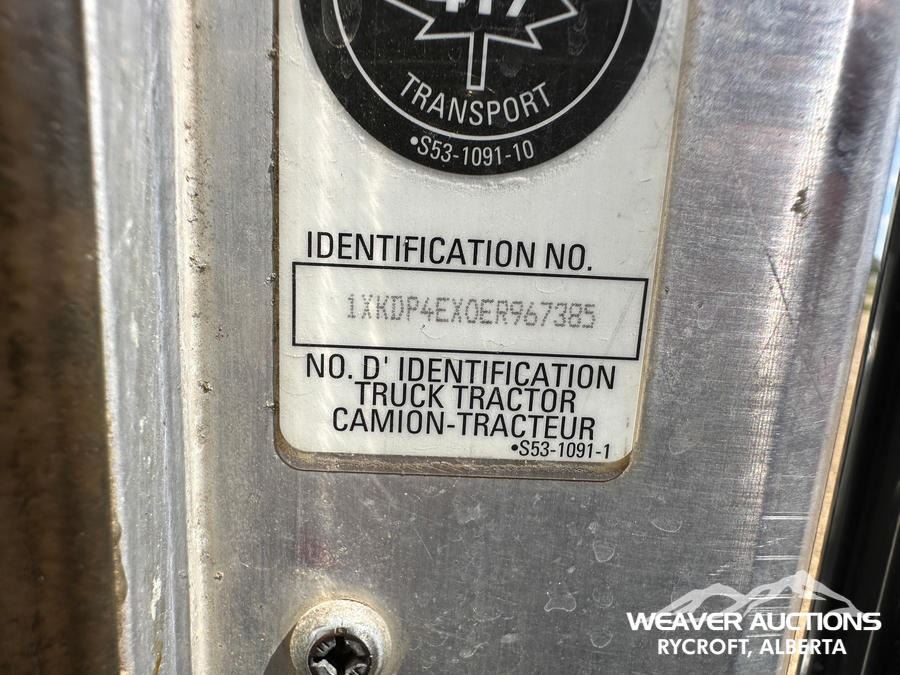 417
TRANSPORT
•S53-1091-10
IDENTIFICATION NO.
1XKDP4EX0ER967385
NO. D' IDENTIFICATION
TRUCK TRACTOR
CAMION-TRACTEUR
•S53-1091-1
WEAVER AUCTIONS
RYCROFT, ALBERTA